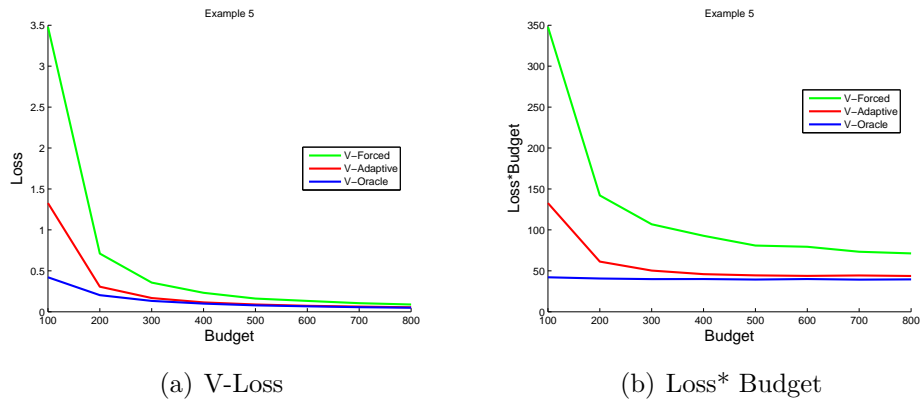 Example 5
3.5
3
2.5
2
1.5
1
0.5
0
100 200 300 400 500 600 700 800
Loss
Budget
V−Forced
V−Adaptive
V−Oracle
(a) V-Loss
Example 5
350
300
250
200
150
100
50
0
100 200 300 400 500 600 700 800
Loss*Budget
Budget
V−Forced
V−Adaptive
V−Oracle
(b) Loss* Budget